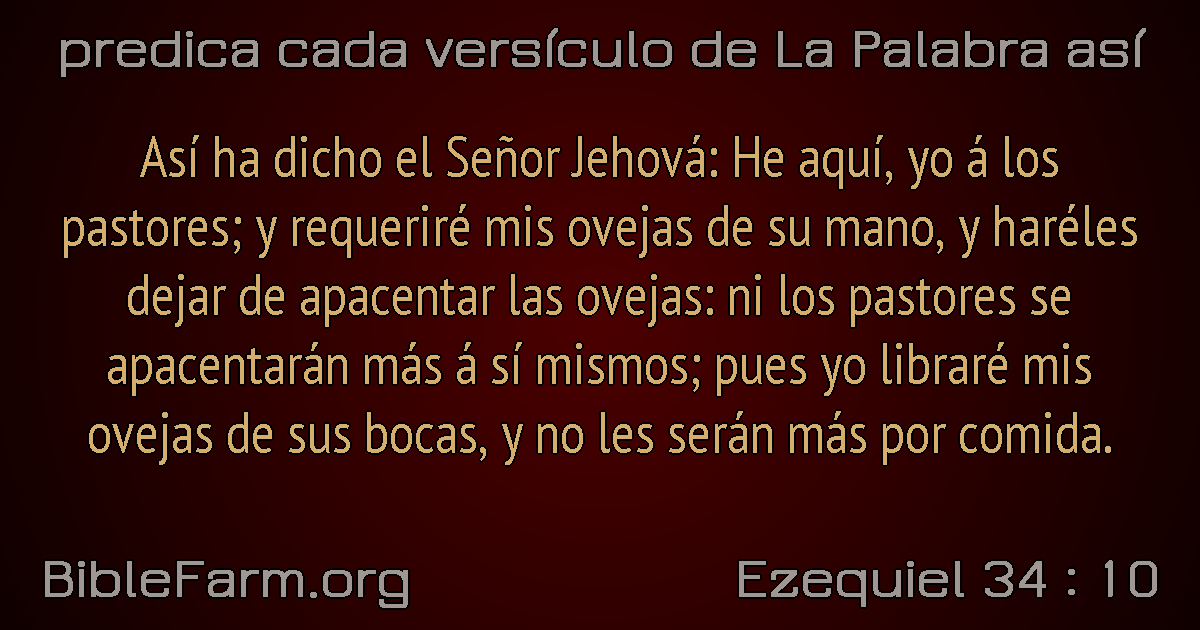 predica cada versículo de La Palabra así
Así ha dicho el Señor Jehová: He aquí, yo á los
pastores; y requeriré mis ovejas de su mano, y haréles
dejar de apacentar las ovejas: ni los pastores se
apacentarán más á sí mismos; pues yo libraré mis
ovejas de sus bocas, y no les serán más por comida.
BibleFarm.org
Ezequiel 34 : 10